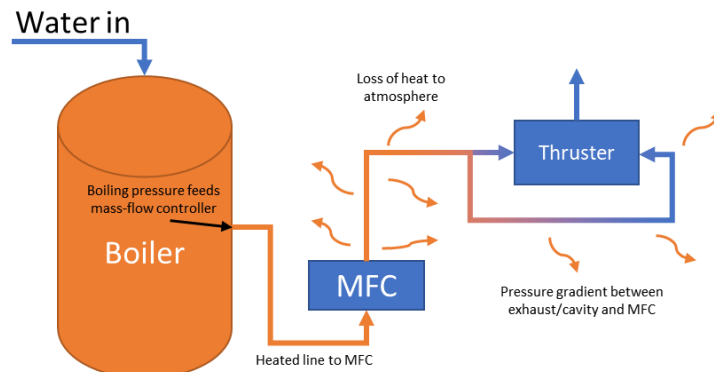 Water in
Loss of heat to
atmosphere
Thruster
Boiling pressure feeds
mass-flow controller
Boiler
MFC
Pressure gradient between
exhaust/cavity and MFC
Heated line to MFC